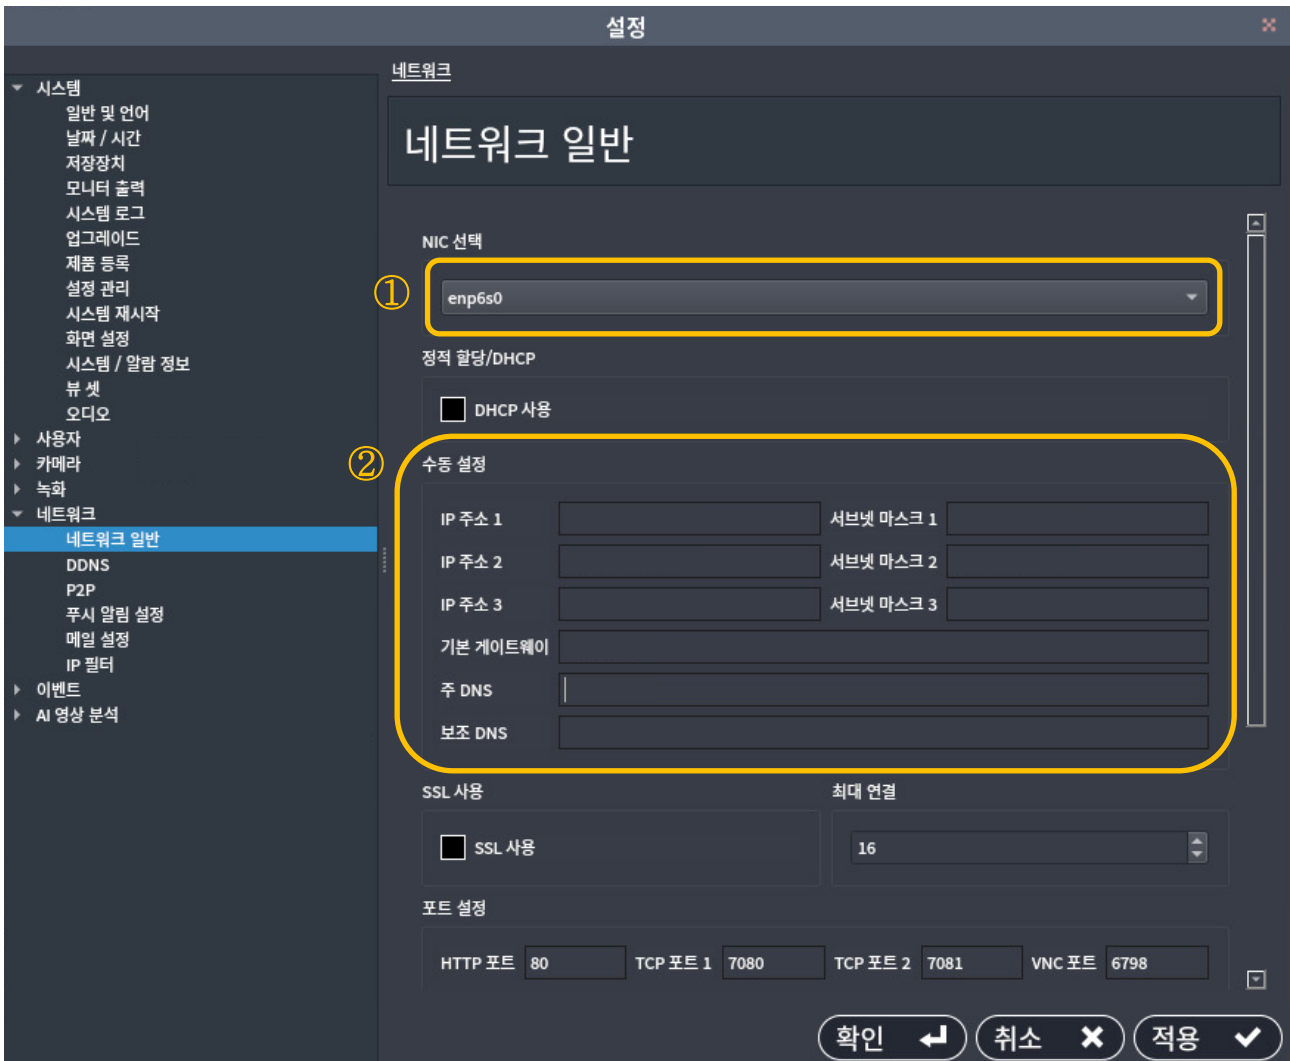 설정
네트워크
시스템
일반 및 언어
날짜 / 시간
저장장치
모니터 출력
시스템 로그
업그레이드
제품 등록
설정 관리
시스템 재시작
화면 설정
시스템 / 알람 정보
뷰 셋
오디오
사용자
카메라
녹화
네트워크
네트워크 일반
DDNS
P2P
푸시 알림 설정
메일 설정
IP 필터
이벤트
AI 영상 분석
네트워크 일반
NIC 선택
① enp6s0
정적 할당/DHCP
DHCP 사용
② 수동 설정
IP 주소 1 서브넷 마스크 1
IP 주소 2 서브넷 마스크 2
IP 주소 3 서브넷 마스크 3
기본 게이트웨이
주 DNS
보조 DNS
SSL 사용 최대 연결
SSL 사용 16
포트 설정
HTTP 포트 80 TCP 포트 1 7080 TCP 포트 2 7081 VNC 포트 6798
확인 취소 적용